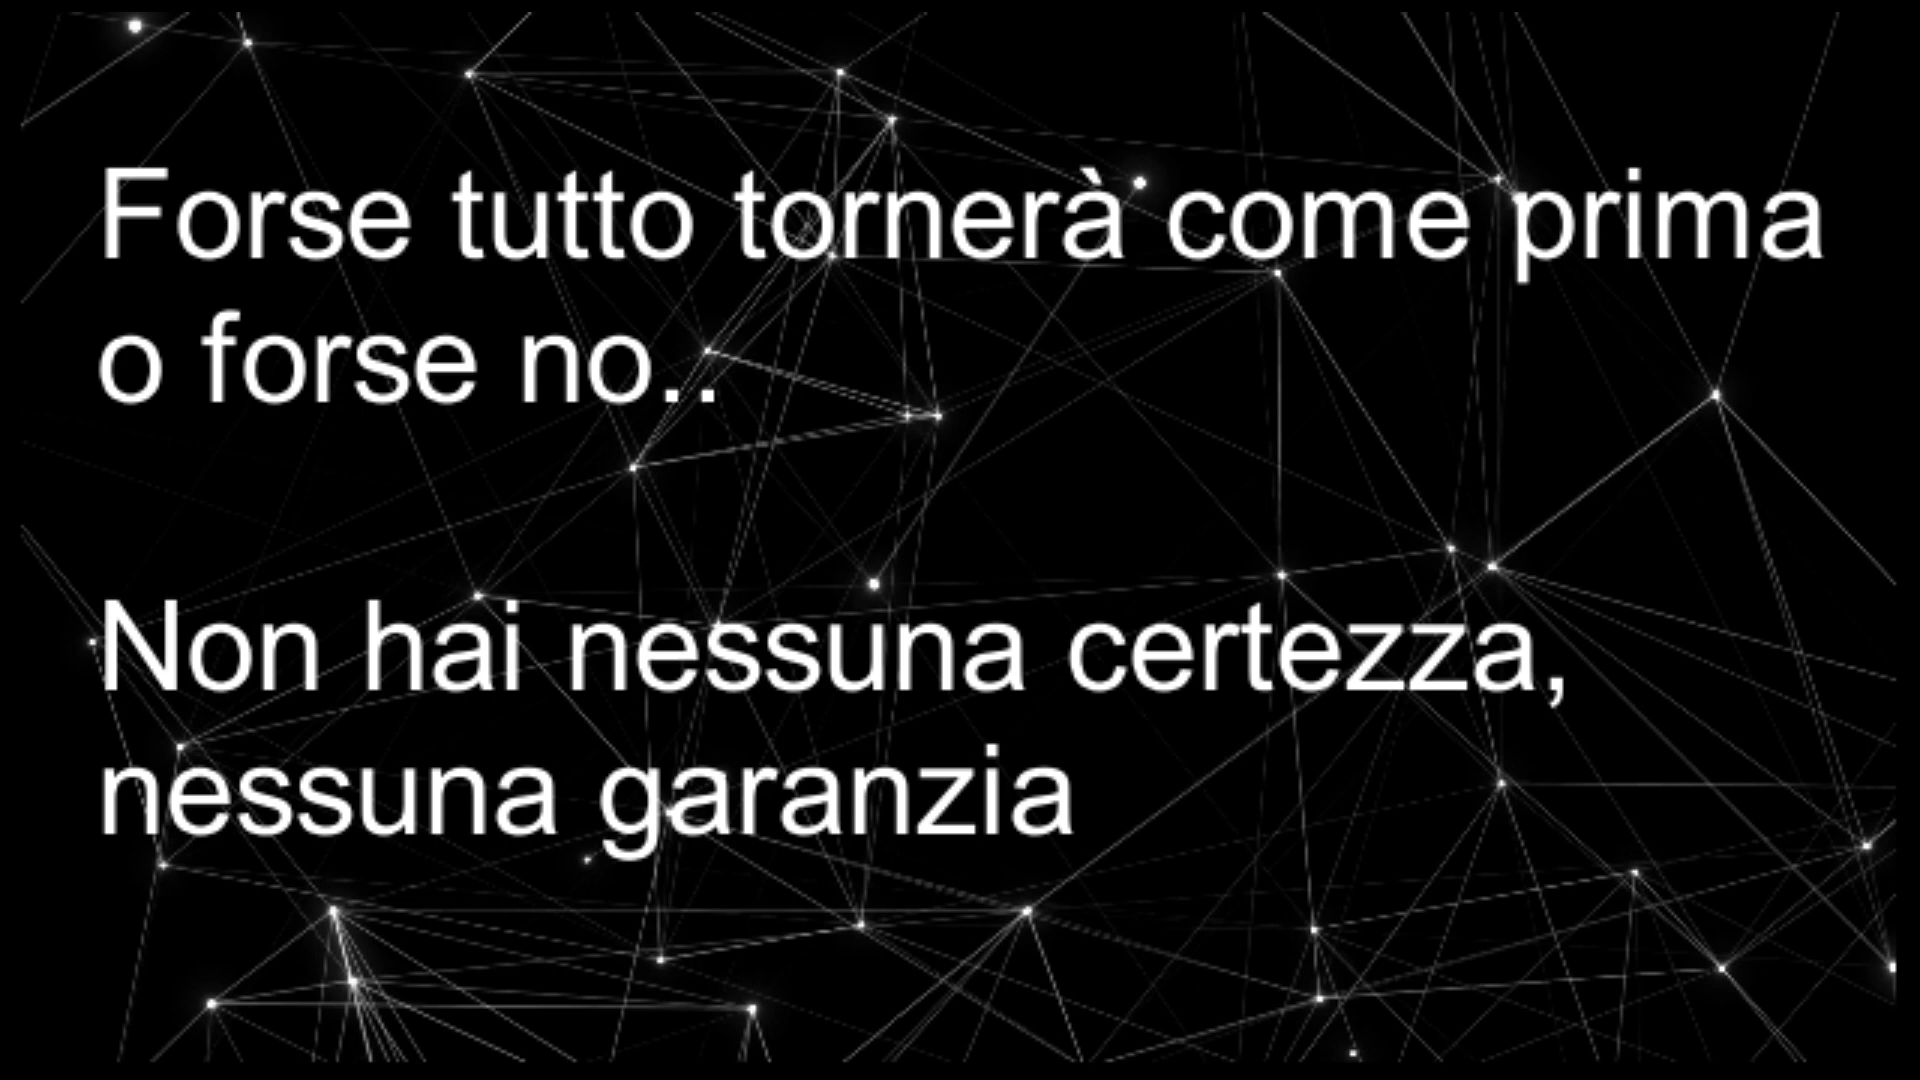 Forse tutto tornerà come prima
o forse no..
Non hai nessuna certezza,
nessuna garanzia